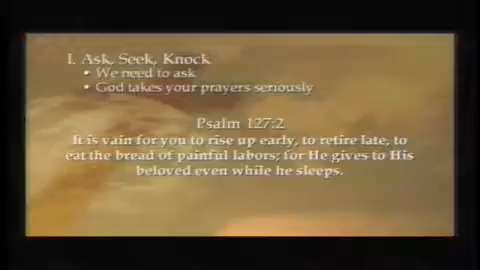 I. Ask, Seek, Knock
• We need to ask
• God takes your prayers seriously
Psalm 127:2
It is vain for you to rise up early, to retire late, to
eat the bread of painful labors; for He gives to His
beloved even while he sleeps.